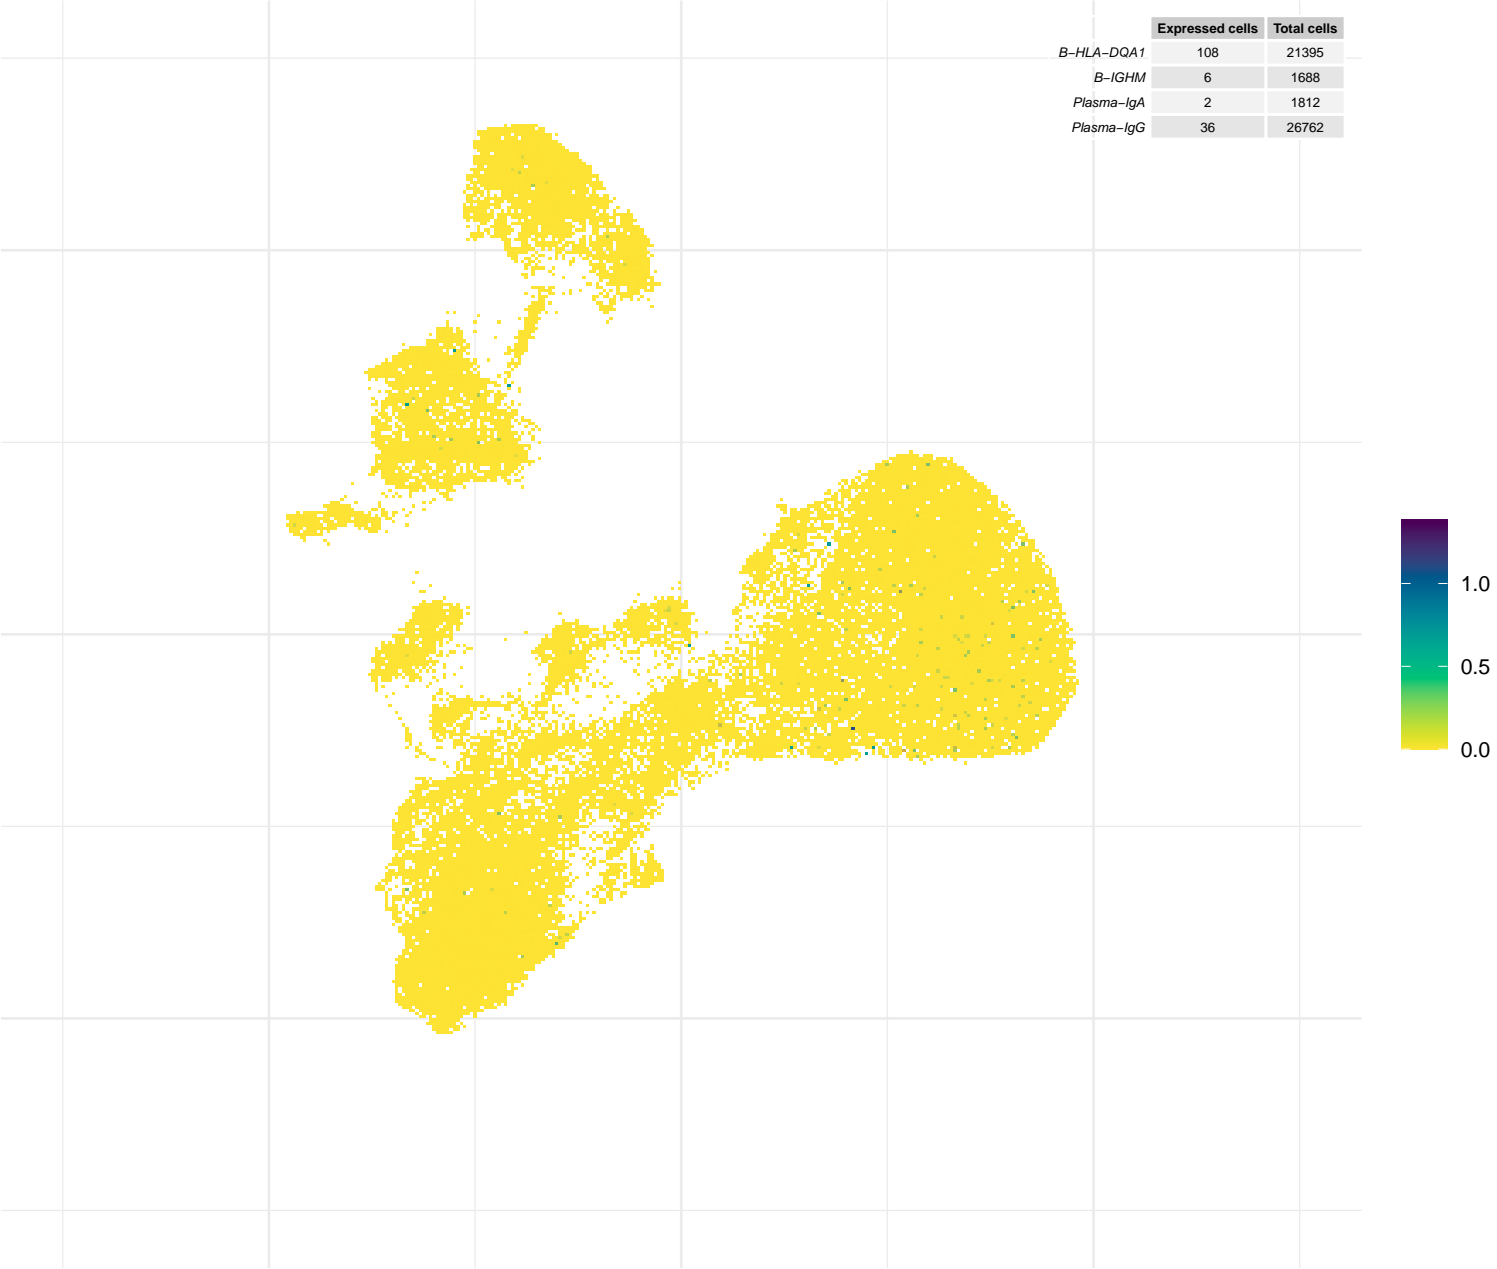 Expressed cells Total cells
B−HLA−DQA1 108 21395
B−IGHM 6 1688
Plasma−IgA 2 1812
Plasma−IgG 36 26762
1.0
0.5
0.0